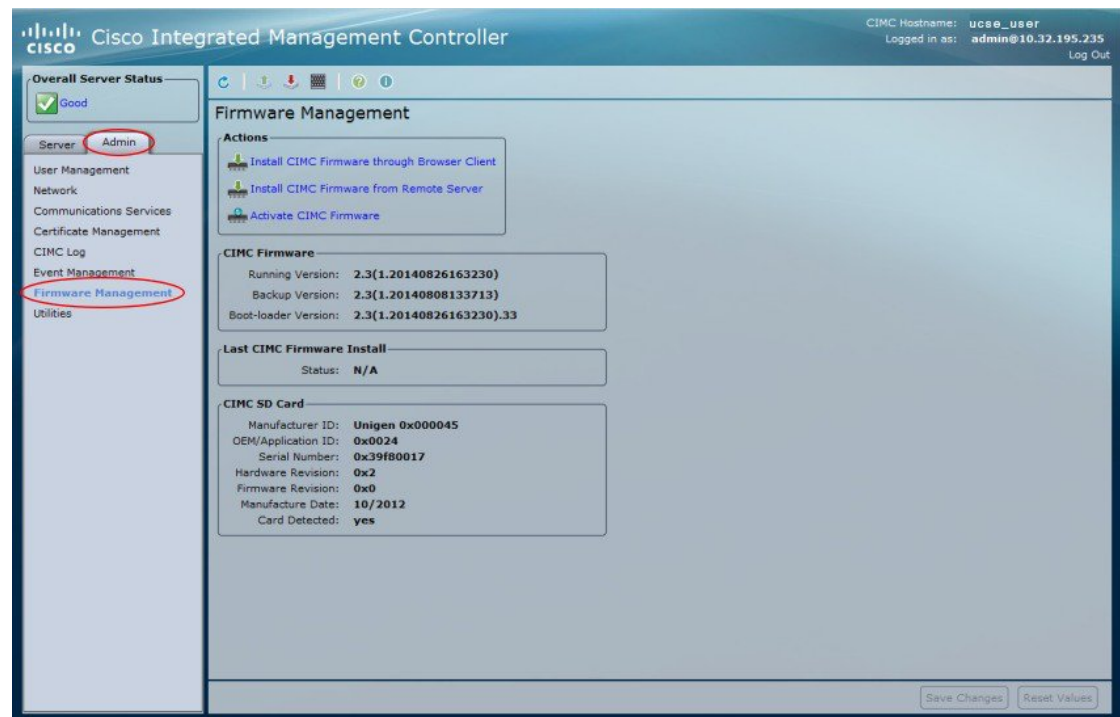 CISCO
Cisco Integrated Management Controller
CIMC Hostname: ucse_user
Logged in as: admin@10.32.195.235
Log Out
Overall Server Status
Good
Server Admin
User Management
Network
Communications Services
Certificate Management
CIMC Log
Event Management
Firmware Management
Utilities
Firmware Management
Actions
Install CIMC Firmware through Browser Client
Install CIMC Firmware from Remote Server
Activate CIMC Firmware
CIMC Firmware
Running Version: 2.3(1.20140826163230)
Backup Version: 2.3(1.20140808133713)
Boot-loader Version: 2.3(1.20140826163230).33
Last CIMC Firmware Install
Status: N/A
CIMC SD Card
Manufacturer ID: Unigen 0x000045
OEM/Application ID: 0x0024
Serial Number: 0x39f80017
Hardware Revision: 0x2
Firmware Revision: 0x0
Manufacture Date: 10/2012
Card Detected: yes
Save Changes Reset Values